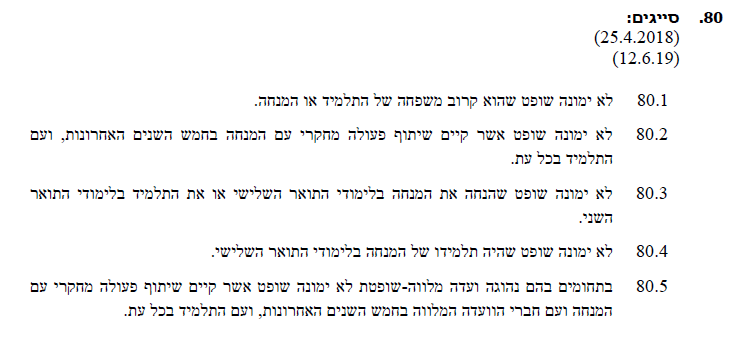 80. סייגים:
(25.4.2018)
(12.6.19)
80.1 לא ימונה שופט שהוא קרוב משפחה של התלמיד או המנחה.
80.2 לא ימונה שופט אשר קיים שיתוף פעולה מחקרי עם המנחה בחמש השנים האחרונות, ועם
התלמיד בכל עת.
80.3 לא ימונה שופט שהנחה את המנחה בלימודי התואר השלישי או את התלמיד בלימודי התואר
השני.
80.4 לא ימונה שופט שהיה תלמידו של המנחה בלימודי התואר השלישי.
80.5 בתחומים בהם נהוגה ועדה מלווה-שופטת לא ימונה שופט אשר קיים שיתוף פעולה מחקרי עם
המנחה ועם חברי הוועדה המלווה בחמש השנים האחרונות, ועם התלמיד בכל עת.